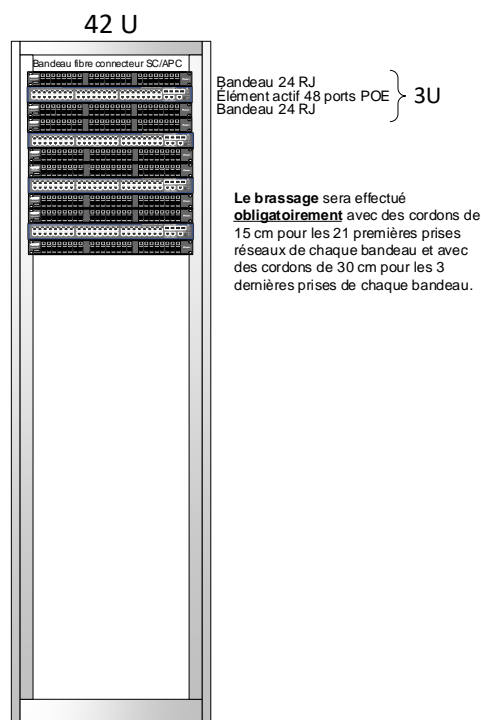 42 U
Bandeau fibre connecteur SC/APC
Bandeau 24 RJ
Élément actif 48 ports POE
Bandeau 24 RJ
3U
Le brassage sera effectué
obligatoirement avec des cordons de
15 cm pour les 21 premières prises
réseaux de chaque bandeau et avec
des cordons de 30 cm pour les 3
dernières prises de chaque bandeau.